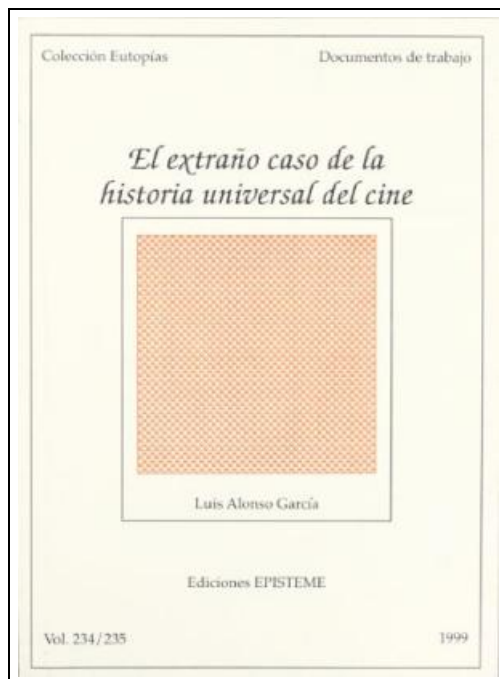 Colección Eutopías Documentos de trabajo
El extraño caso de la
historia universal del cine
Luis Alonso García
Ediciones EPISTEME
Vol. 234/235 1999